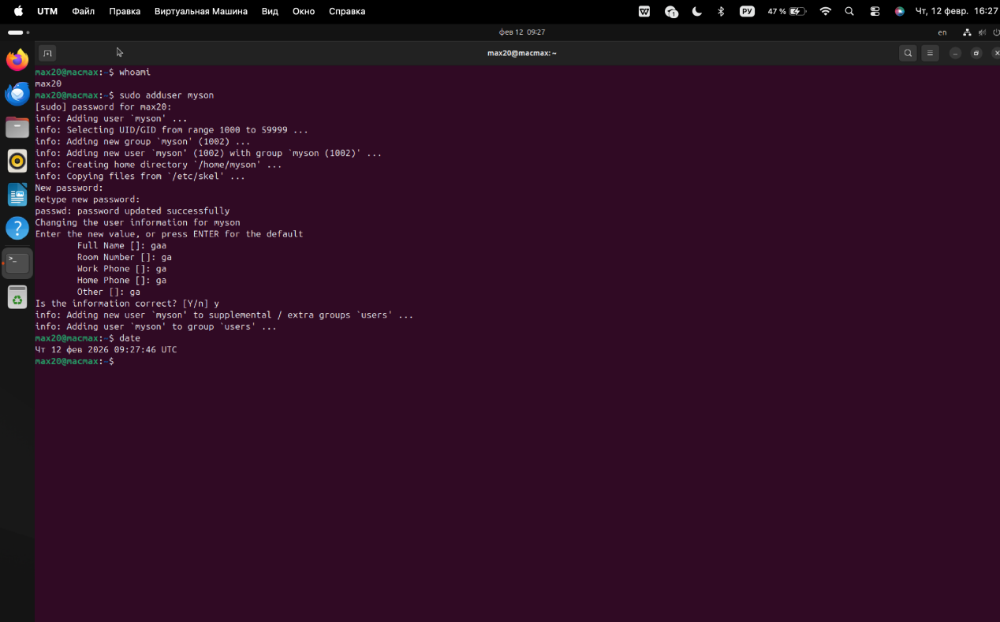 UTM Файл Правка Виртуальная Машина Вид Окно Справка 1 РУ 47 % Чт, 12 февр. 16:27
фев 12 09:27 en
max20@macmax: ~
max20@macmax:~$ whoami
max20
max20@macmax:~$ sudo adduser myson
[sudo] password for max20:
info: Adding user `myson' ...
info: Selecting UID/GID from range 1000 to 59999 ...
info: Adding new group `myson' (1002) ...
info: Adding new user `myson' (1002) with group `myson (1002)' ...
info: Creating home directory `/home/myson' ...
info: Copying files from `/etc/skel' ...
New password:
Retype new password:
passwd: password updated successfully
Changing the user information for myson
Enter the new value, or press ENTER for the default
Full Name []: gaa
Room Number []: ga
Work Phone []: ga
Home Phone []: ga
Other []: ga
Is the information correct? [Y/n] y
info: Adding new user `myson' to supplemental / extra groups `users' ...
info: Adding user `myson' to group `users' ...
max20@macmax:~$ date
Чт 12 фев 2026 09:27:46 UTC
max20@macmax:~$